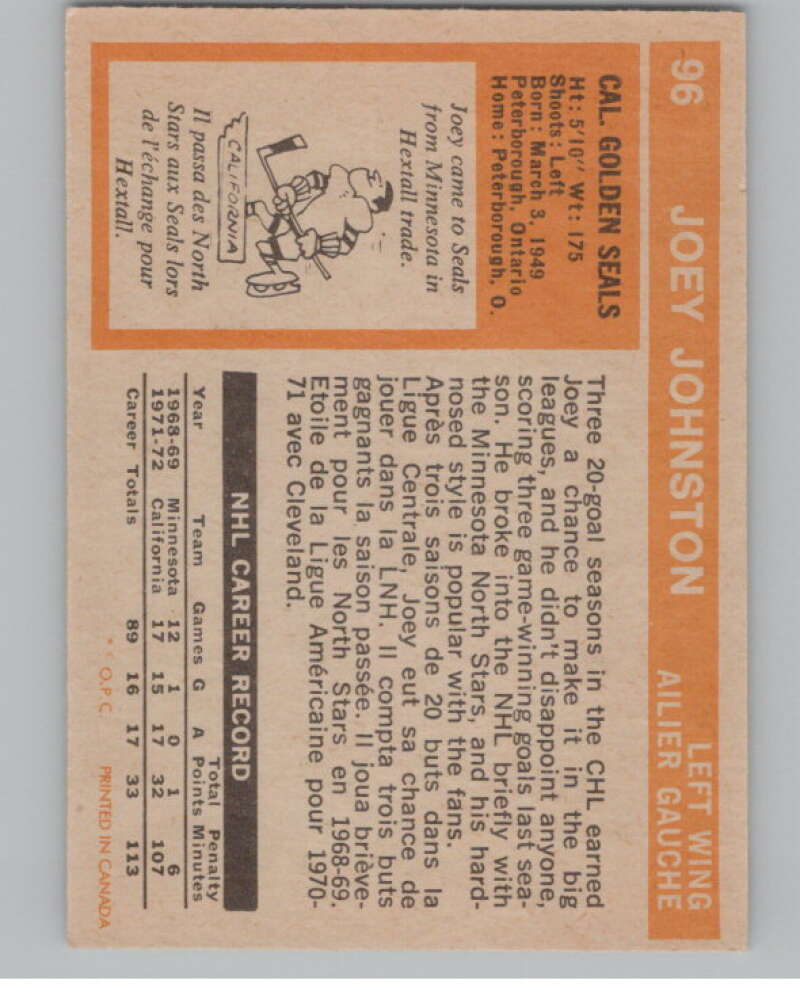 96 JOEY JOHNSTON LEFT WING
AILIER GAUCHE
CAL. GOLDEN SEALS
Ht: 5'10" Wt: 175
Shoots: Left
Born: March 3, 1949
Peterborough, Ontario
Home: Peterborough, O.
Joey came to Seals
from Minnesota in
Hextall trade.
CALIFORNIA
Il passa des North
Stars aux Seals lors
de l'échange pour
Hextall.
Three 20-goal seasons in the CHL earned
Joey a chance to make it in the big
leagues, and he didn't disappoint anyone,
scoring three game-winning goals last sea-
son. He broke into the NHL briefly with
the Minnesota North Stars, and his hard-
nosed style is popular with the fans.
Après trois saisons de 20 buts dans la
Ligue Centrale, Joey eut sa chance de
jouer dans la LNH. Il compta trois buts
gagnants la saison passée. Il joua briève-
ment pour les North Stars en 1968-69.
Etoile de la Ligue Américaine pour 1970-
71 avec Cleveland.
NHL CAREER RECORD
Total Penalty
Year Team Games G A Points Minutes
1968-69 Minnesota 12 1 0 1 6
1971-72 California 17 15 17 32 107
Career Totals 89 16 17 33 113
* © O.P.C. PRINTED IN CANADA